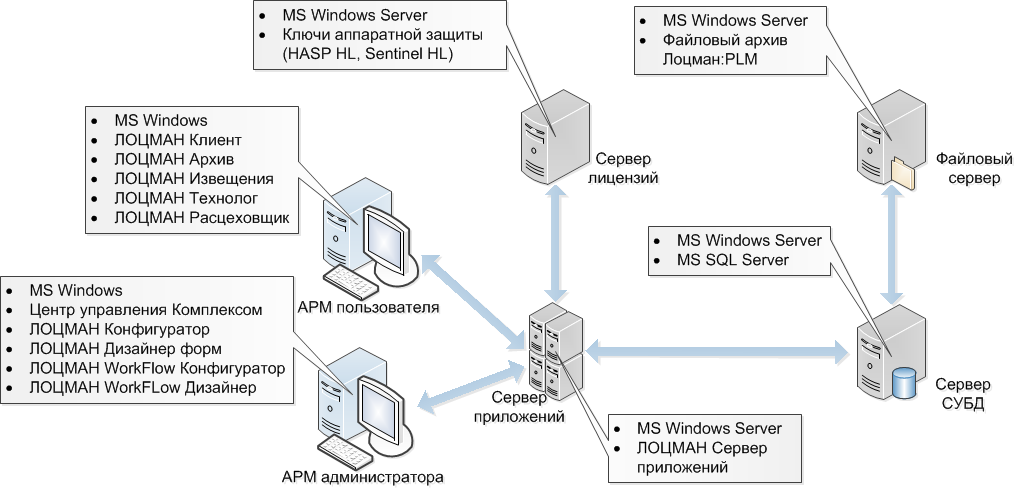 • MS Windows Server
• Ключи аппаратной защиты
(HASP HL, Sentinel HL)
• MS Windows Server
• Файловый архив
Лоцман:PLM
• MS Windows
• ЛОЦМАН Клиент
• ЛОЦМАН Архив
• ЛОЦМАН Извещения
• ЛОЦМАН Технолог
• ЛОЦМАН Расцеховщик
Сервер
лицензий
Файловый
сервер
• MS Windows Server
• MS SQL Server
АРМ пользователя
• MS Windows
• Центр управления Комплексом
• ЛОЦМАН Конфигуратор
• ЛОЦМАН Дизайнер форм
• ЛОЦМАН WorkFlow Конфигуратор
• ЛОЦМАН WorkFLow Дизайнер
Сервер
приложений
Сервер
СУБД
• MS Windows Server
• ЛОЦМАН Сервер
приложений
АРМ администратора